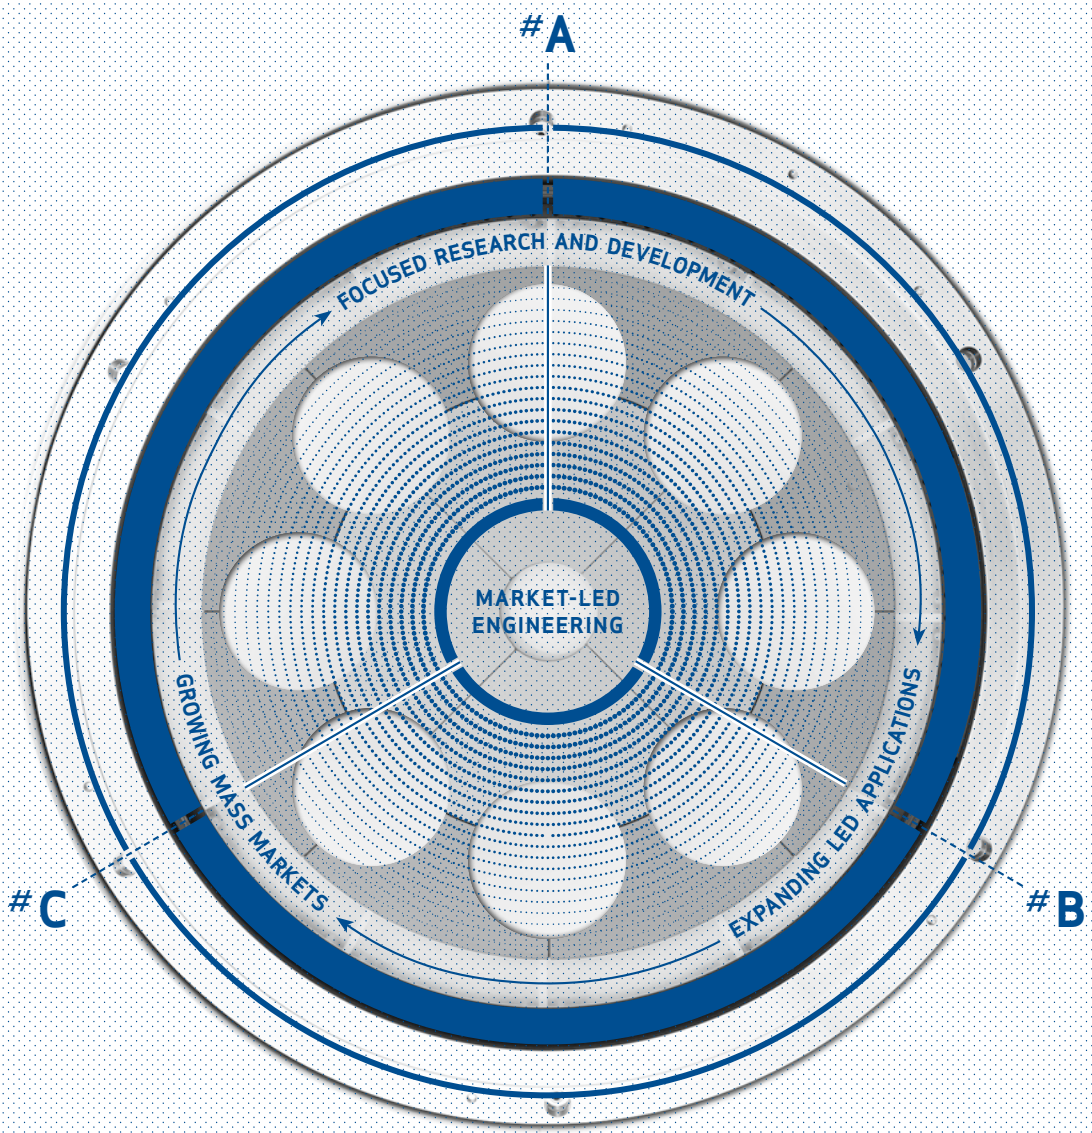 #A
FOCUSED RESEARCH AND DEVELOPMENT
MARKET-LED
ENGINEERING
GROWING MASS MARKETS
EXPANDING LED APPLICATIONS
#C
#B